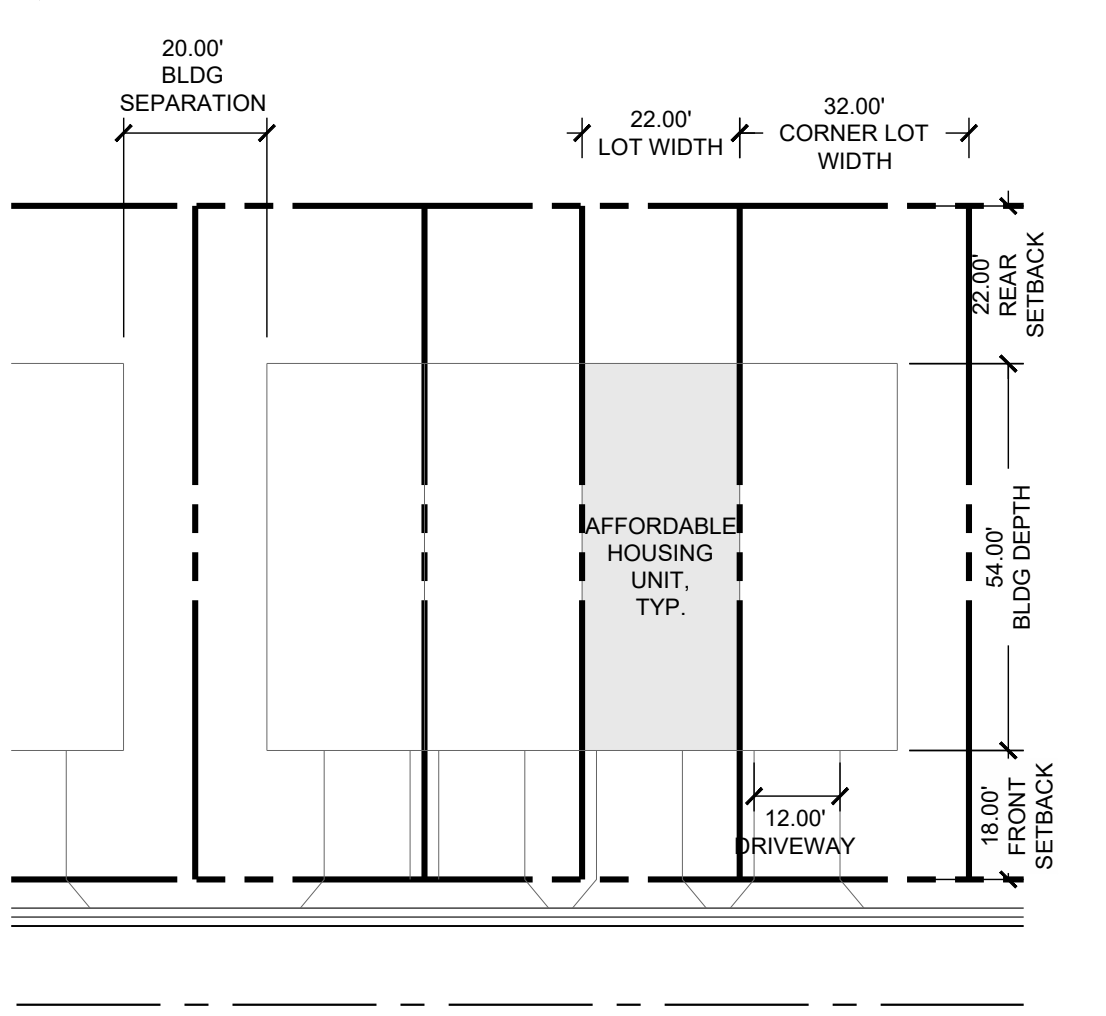 20.00'
BLDG
SEPARATION
22.00'
LOT WIDTH
32.00'
CORNER LOT
WIDTH
22.00'
REAR
SETBACK
AFFORDABLE
HOUSING
UNIT,
TYP.
54.00'
BLDG DEPTH
12.00'
DRIVEWAY
18.00'
FRONT
SETBACK